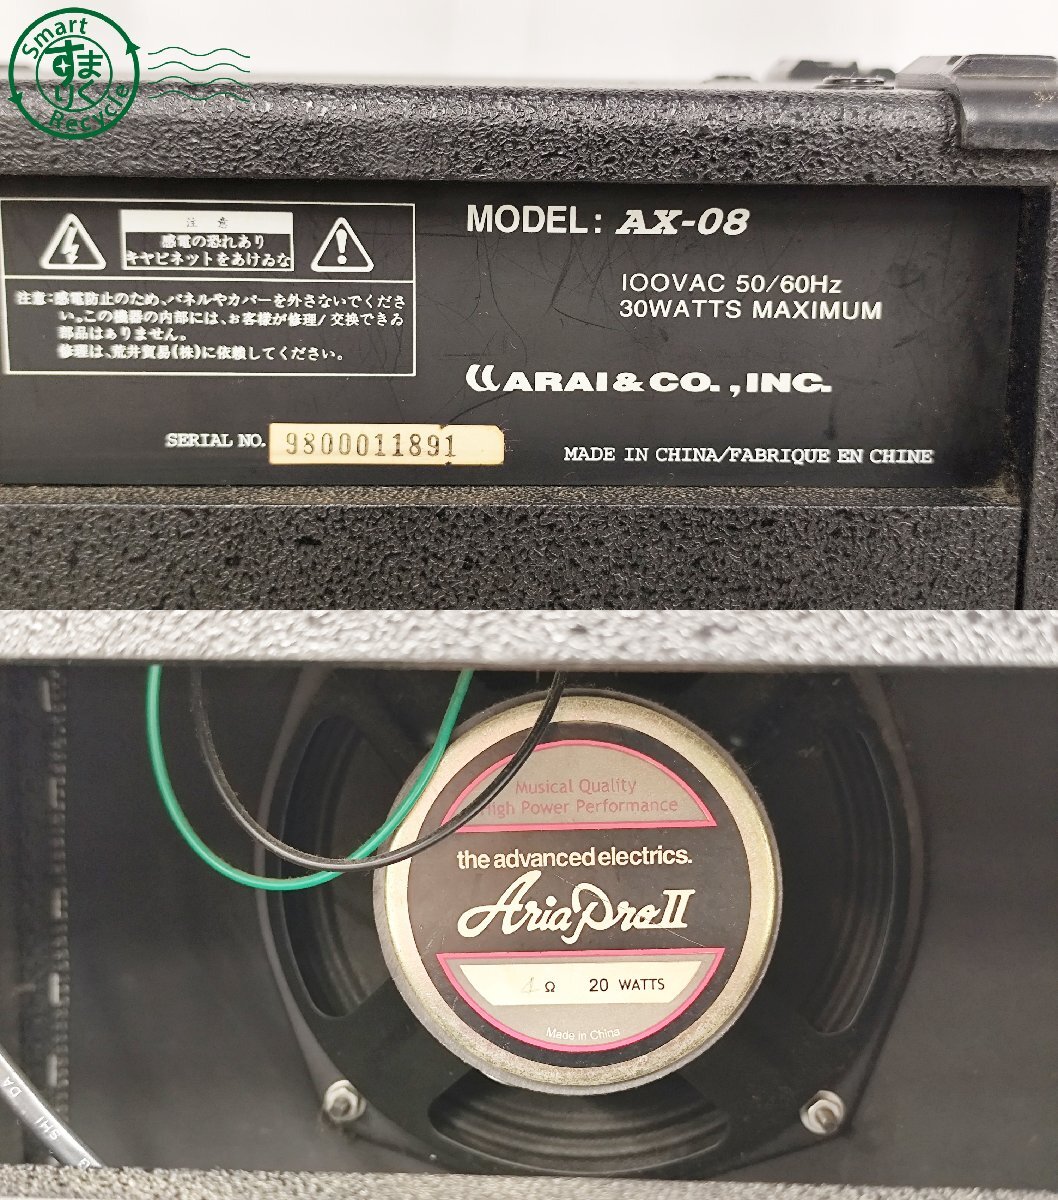 Smart
すまりく
Recycle
注 意
感電の恐れあり
キャビネットをあけるな
注意：感電防止のため、パネルやカバーを外さないでくださ
い。この機器の内部には、お客様が修理/交換できる
部品はありません。
修理は、荒井貿易(株)に依頼してください。
MODEL: AX-08
100VAC 50/60Hz
30WATTS MAXIMUM
ARAI & CO., INC.
SERIAL NO. 9800011891
MADE IN CHINA/FABRIQUE EN CHINE
Musical Quality
High Power Performance
the advanced electrics.
Aria Pro II
Ω 20 WATTS
Made in China
SHI DA